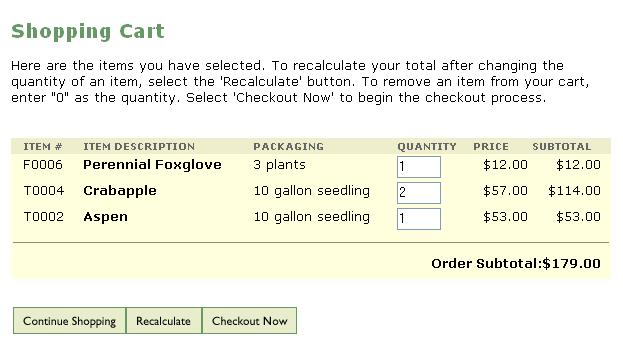 Shopping Cart
Here are the items you have selected. To recalculate your total after changing the
quantity of an item, select the 'Recalculate' button. To remove an item from your cart,
enter "0" as the quantity. Select 'Checkout Now' to begin the checkout process.
ITEM # ITEM DESCRIPTION PACKAGING QUANTITY PRICE SUBTOTAL
F0006 Perennial Foxglove 3 plants 1 $12.00 $12.00
T0004 Crabapple 10 gallon seedling 2 $57.00 $114.00
T0002 Aspen 10 gallon seedling 1 $53.00 $53.00
Order Subtotal:$179.00
Continue Shopping Recalculate Checkout Now